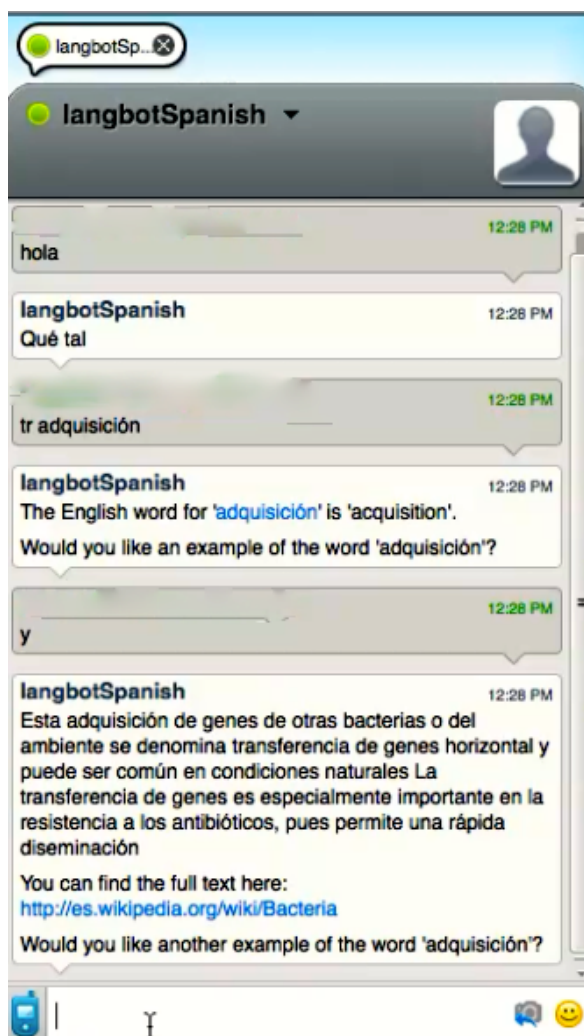 langbotSp...
langbotSpanish
12:28 PM
hola
langbotSpanish 12:28 PM
Qué tal
12:28 PM
tr adquisición
langbotSpanish 12:28 PM
The English word for 'adquisición' is 'acquisition'.
Would you like an example of the word 'adquisición'?
12:28 PM
y
langbotSpanish 12:28 PM
Esta adquisición de genes de otras bacterias o del
ambiente se denomina transferencia de genes horizontal y
puede ser común en condiciones naturales La
transferencia de genes es especialmente importante en la
resistencia a los antibióticos, pues permite una rápida
diseminación
You can find the full text here:
http://es.wikipedia.org/wiki/Bacteria
Would you like another example of the word 'adquisición'?